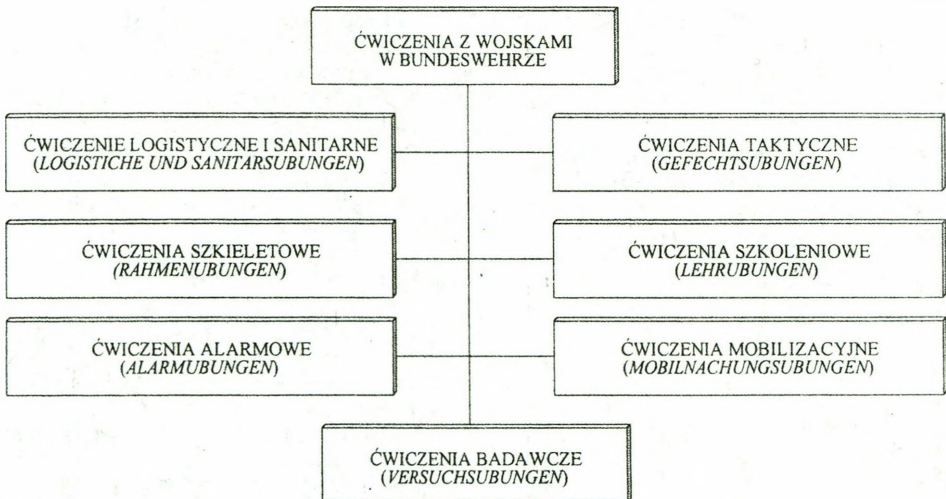 ĆWICZENIA Z WOJSKAMI
W BUNDESWEHRZE
ĆWICZENIE LOGISTYCZNE I SANITARNE
(LOGISTICHE UND SANITARSUBUNGEN)
ĆWICZENIA TAKTYCZNE
(GEFECHTSUBUNGEN)
ĆWICZENIA SZKIELETOWE
(RAHMENUBUNGEN)
ĆWICZENIA SZKOLENIOWE
(LEHRUBUNGEN)
ĆWICZENIA ALARMOWE
(ALARMUBUNGEN)
ĆWICZENIA MOBILIZACYJNE
(MOBILNACHUNGSUBUNGEN)
ĆWICZENIA BADAWCZE
(VERSUCHSUBUNGEN)